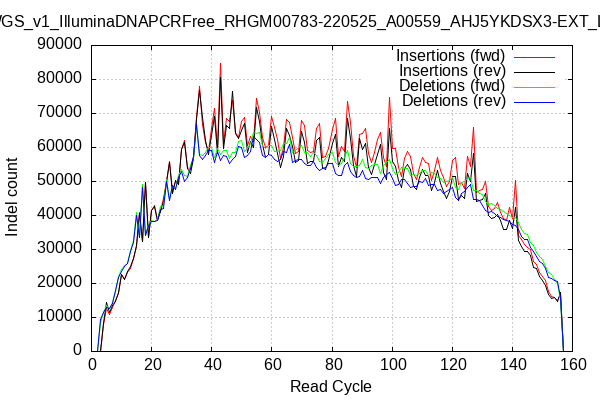 WGS_v1_IlluminaDNAPCRFree_RHGM00783-220525_A00559_AHJ5YKDSX3-EXT_
90000
80000
70000
60000
50000
40000
30000
20000
10000
0
Indel count
Insertions (fwd)
Insertions (rev)
Deletions (fwd)
Deletions (rev)
0 20 40 60 80 100 120 140 160
Read Cycle